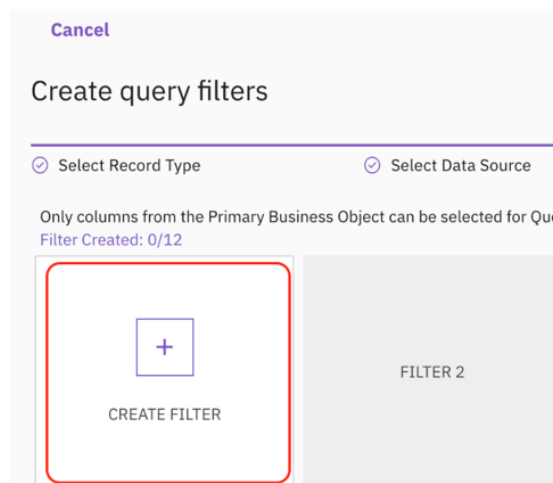 Cancel
Create query filters
Select Record Type
Select Data Source
Only columns from the Primary Business Object can be selected for
Filter Created: 0/12
+
CREATE FILTER
FILTER 2